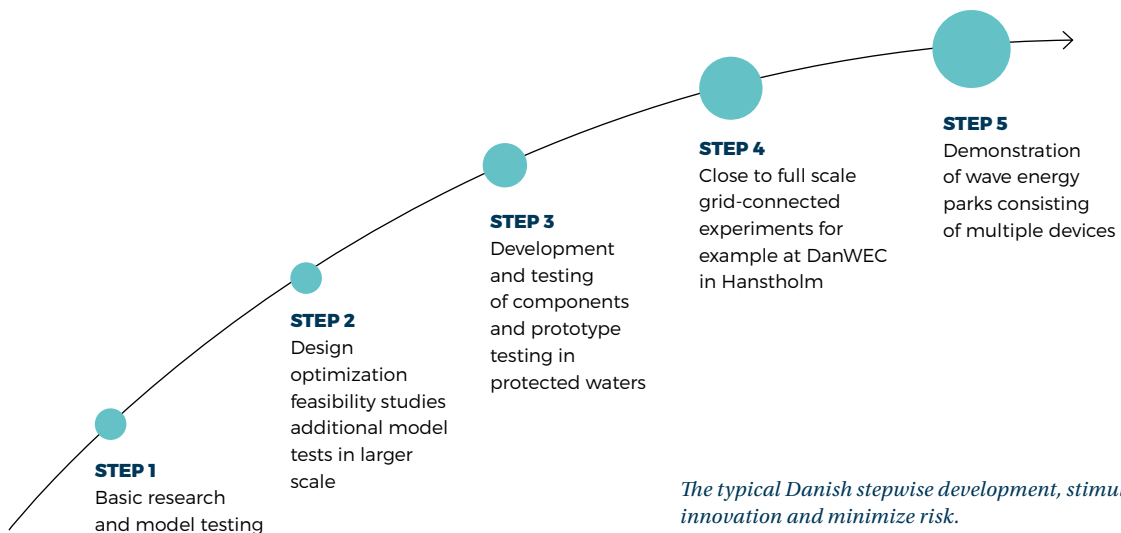 STEP 1
Basic research
and model testing
STEP 2
Design
optimization
feasibility studies
additional model
tests in larger
scale
STEP 3
Development
and testing
of components
and prototype
testing in
protected waters
STEP 4
Close to full scale
grid-connected
experiments for
example at DanWEC
in Hanstholm
STEP 5
Demonstration
of wave energy
parks consisting
of multiple devices
The typical Danish stepwise development,
innovation and minimize risk.